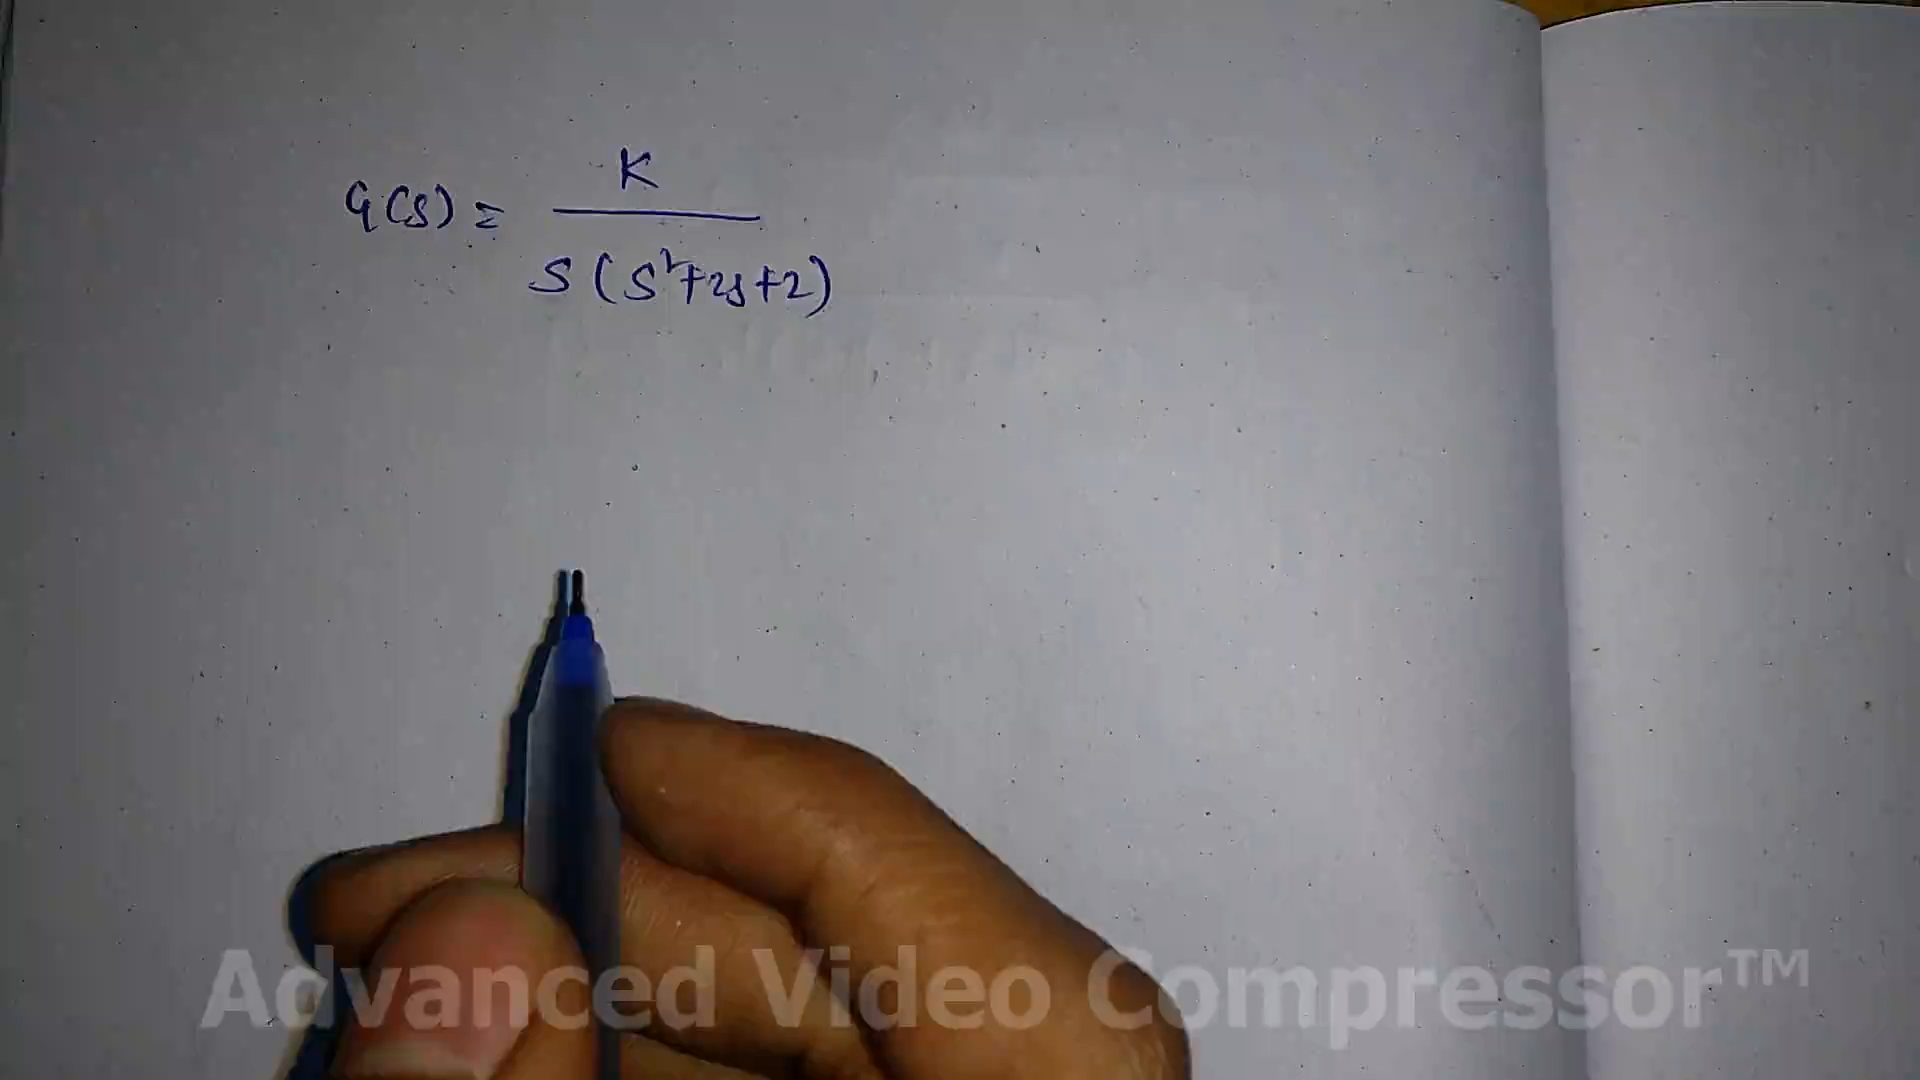 K
G(s) =
S (S²+2s+2)
Advanced Video Compressor™